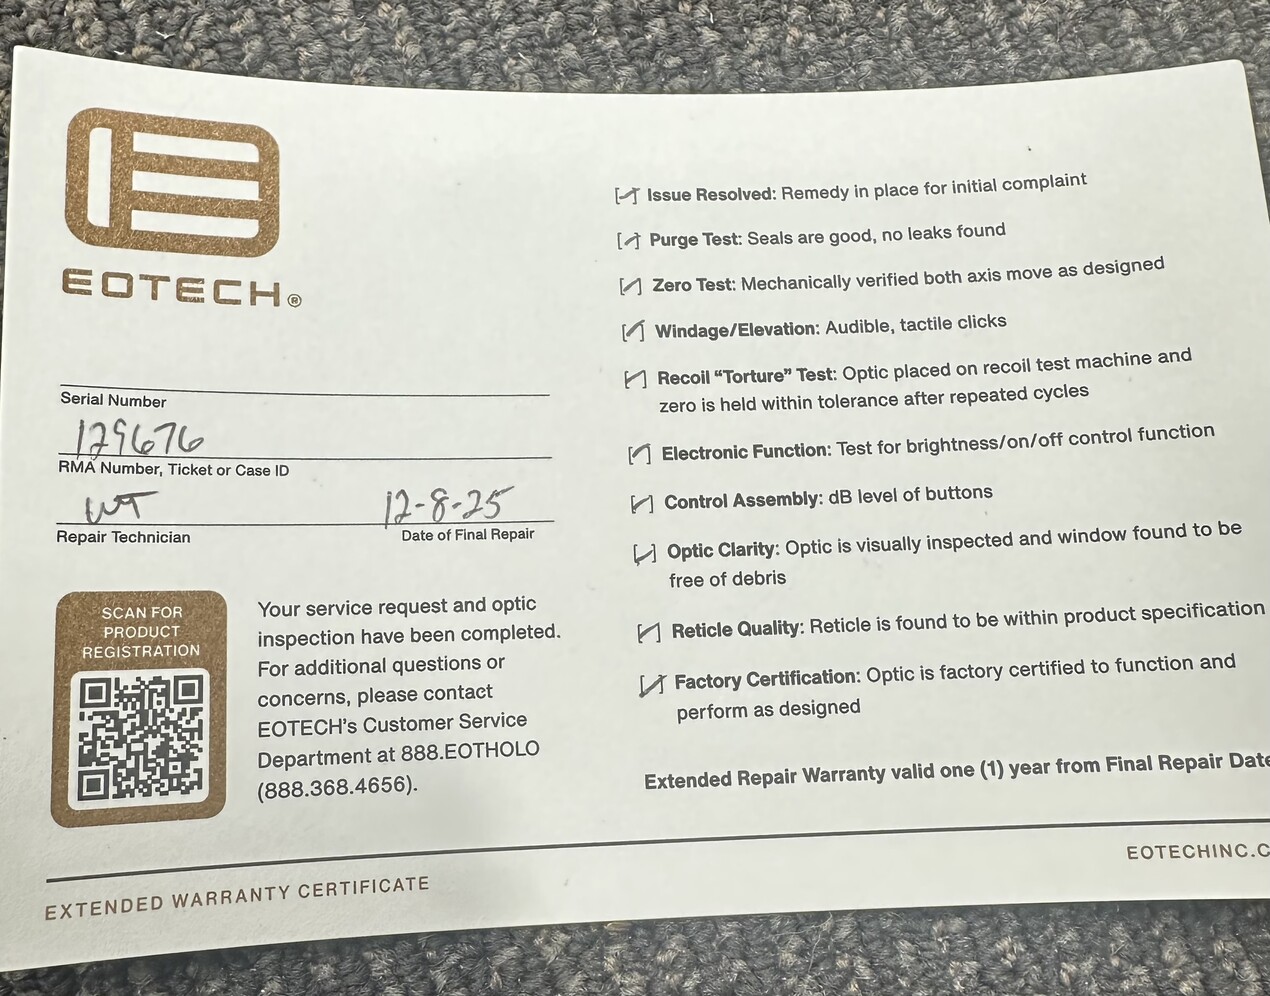 EOTECH®
Serial Number
129676
RMA Number, Ticket or Case ID
WT 12-8-25
Repair Technician Date of Final Repair
SCAN FOR
PRODUCT
REGISTRATION
Your service request and optic
inspection have been completed.
For additional questions or
concerns, please contact
EOTECH's Customer Service
Department at 888.EOTHOLO
(888.368.4656).
Issue Resolved: Remedy in place for initial complaint
Purge Test: Seals are good, no leaks found
Zero Test: Mechanically verified both axis move as designed
Windage/Elevation: Audible, tactile clicks
Recoil “Torture” Test: Optic placed on recoil test machine and
zero is held within tolerance after repeated cycles
Electronic Function: Test for brightness/on/off control function
Control Assembly: dB level of buttons
Optic Clarity: Optic is visually inspected and window found to be
free of debris
Reticle Quality: Reticle is found to be within product specification
Factory Certification: Optic is factory certified to function and
perform as designed
Extended Repair Warranty valid one (1) year from Final Repair Date
EXTENDED WARRANTY CERTIFICATE
EOTECHINC.C